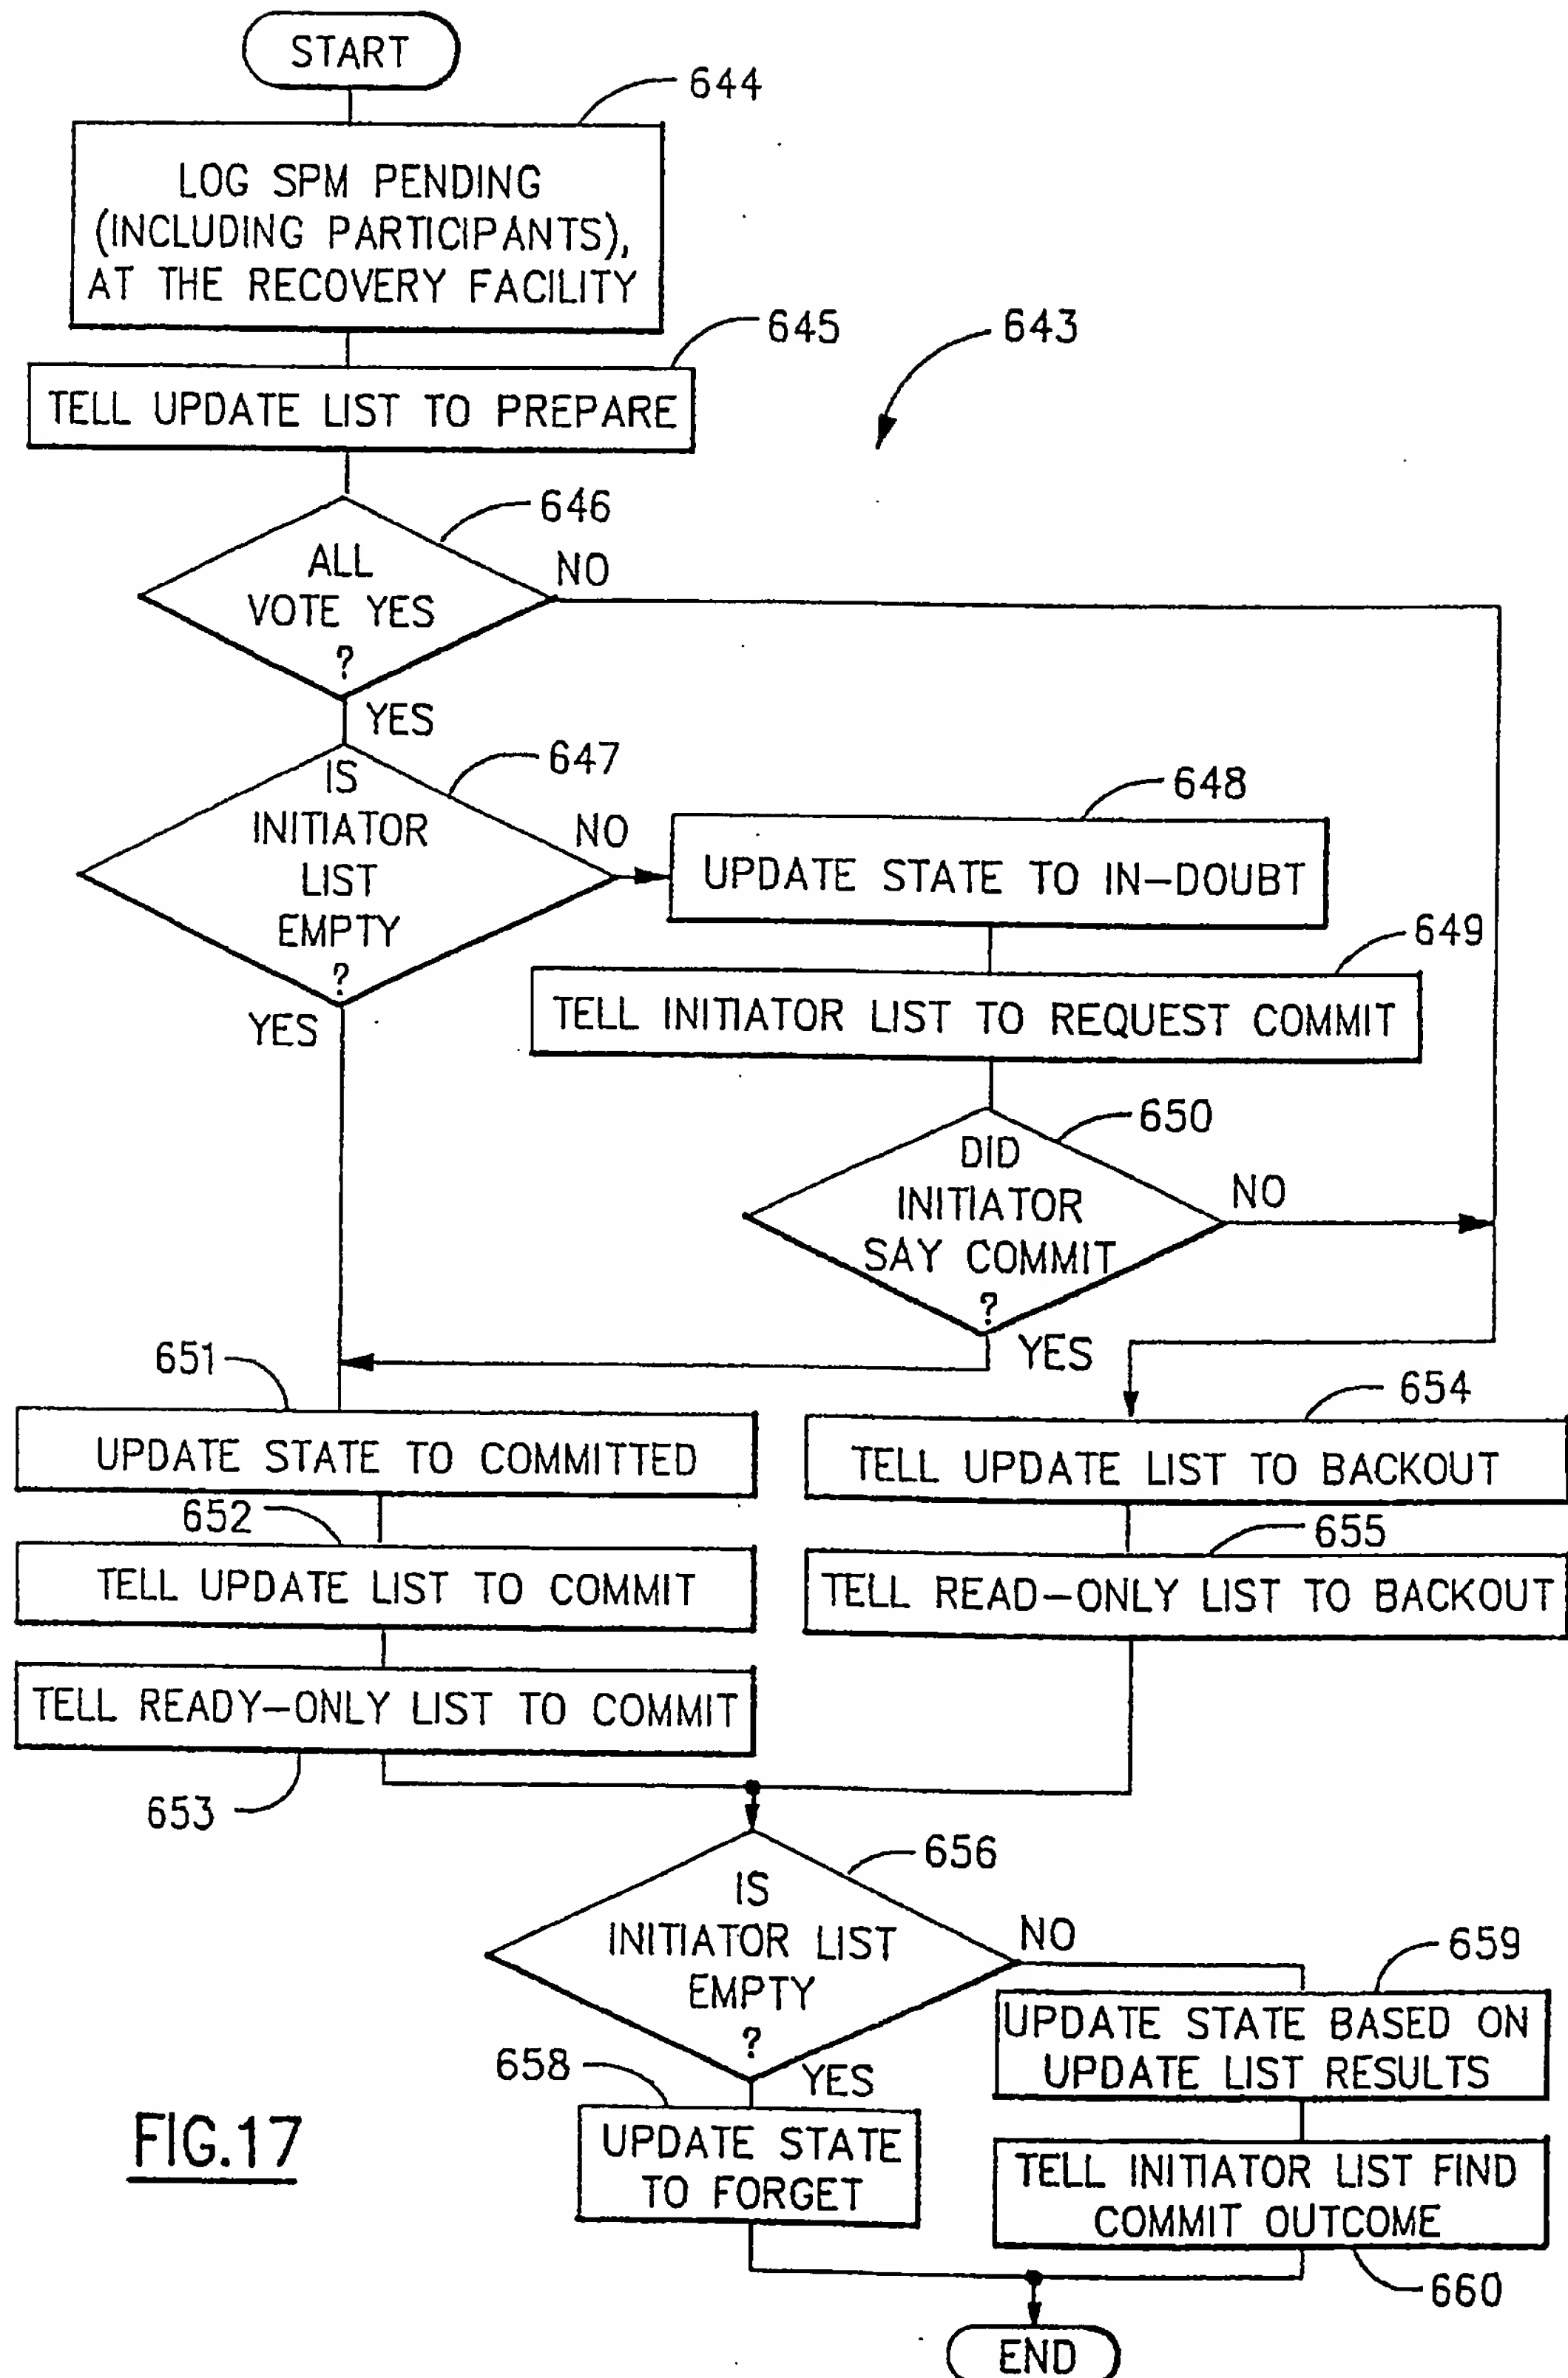 START
644
LOG SPM PENDING
(INCLUDING PARTICIPANTS),
AT THE RECOVERY FACILITY
645
643
TELL UPDATE LIST TO PREPARE
646
ALL
VOTE YES
?
NO
YES
647
IS
INITIATOR
LIST
EMPTY
?
NO
YES
648
UPDATE STATE TO IN-DOUBT
649
TELL INITIATOR LIST TO REQUEST COMMIT
650
DID
INITIATOR
SAY COMMIT
?
NO
YES
651
UPDATE STATE TO COMMITTED
652
TELL UPDATE LIST TO COMMIT
TELL READY-ONLY LIST TO COMMIT
653
654
TELL UPDATE LIST TO BACKOUT
655
TELL READ-ONLY LIST TO BACKOUT
656
IS
INITIATOR LIST
EMPTY
?
NO
YES
658
UPDATE STATE
TO FORGET
659
UPDATE STATE BASED ON
UPDATE LIST RESULTS
TELL INITIATOR LIST FIND
COMMIT OUTCOME
660
END
FIG.17